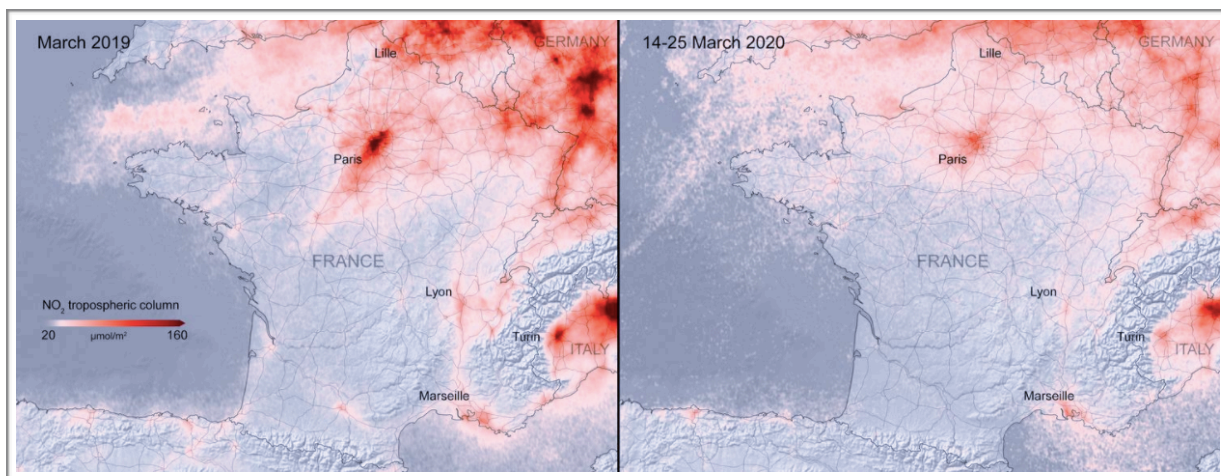 March 2019
Lille
GERMANY
Paris
FRANCE
Lyon
NO₂ tropospheric column
20 µmol/m² 160
Turin
ITALY
Marseille
14-25 March 2020
Lille
GERMANY
Paris
FRANCE
Lyon
Turin
ITALY
Marseille